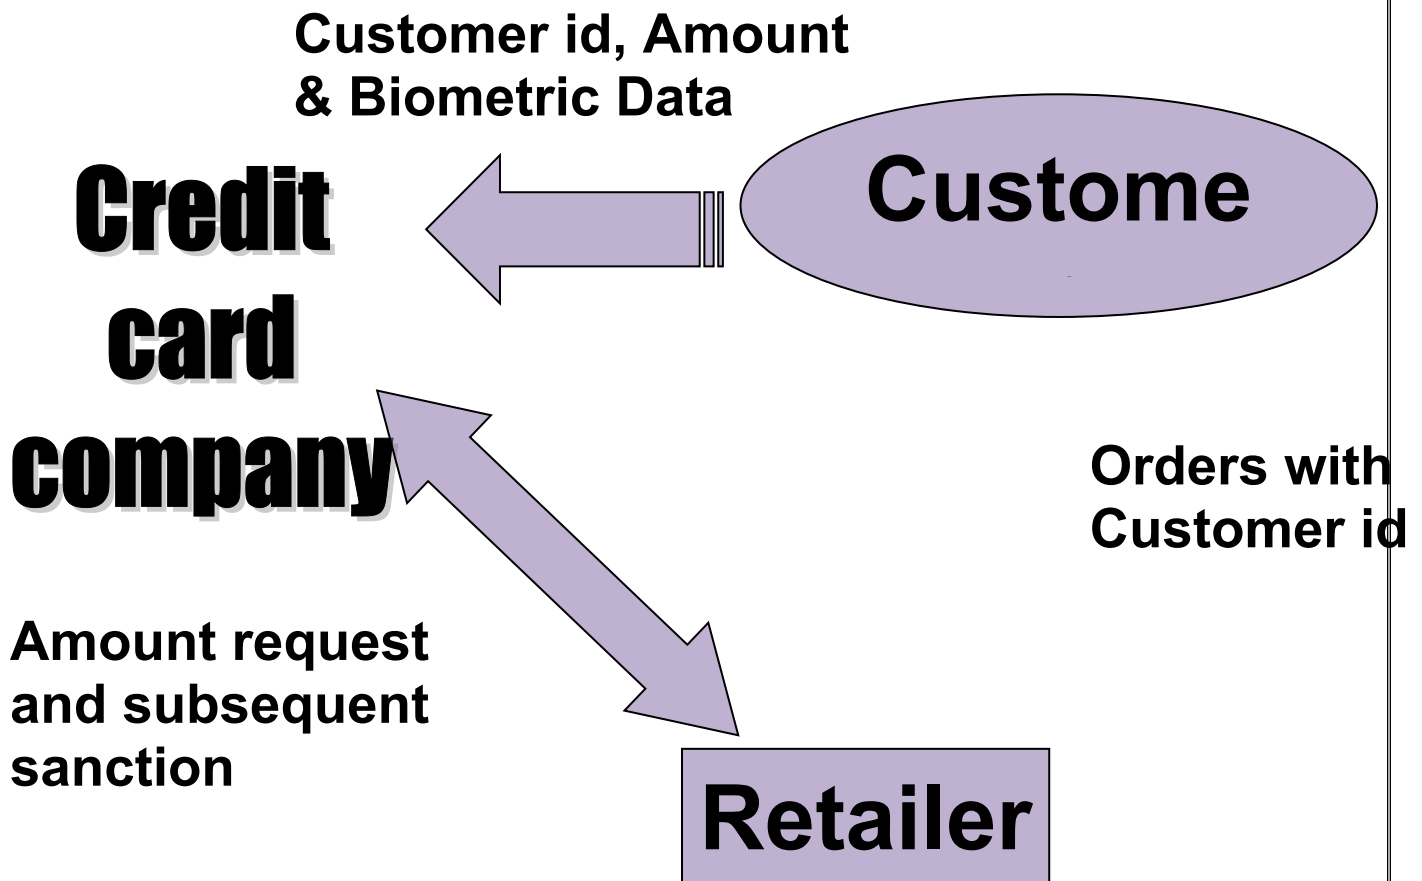 Customer id, Amount
& Biometric Data
Custome
Credit
card
company
Orders with
Customer id
Amount request
and subsequent
sanction
Retailer